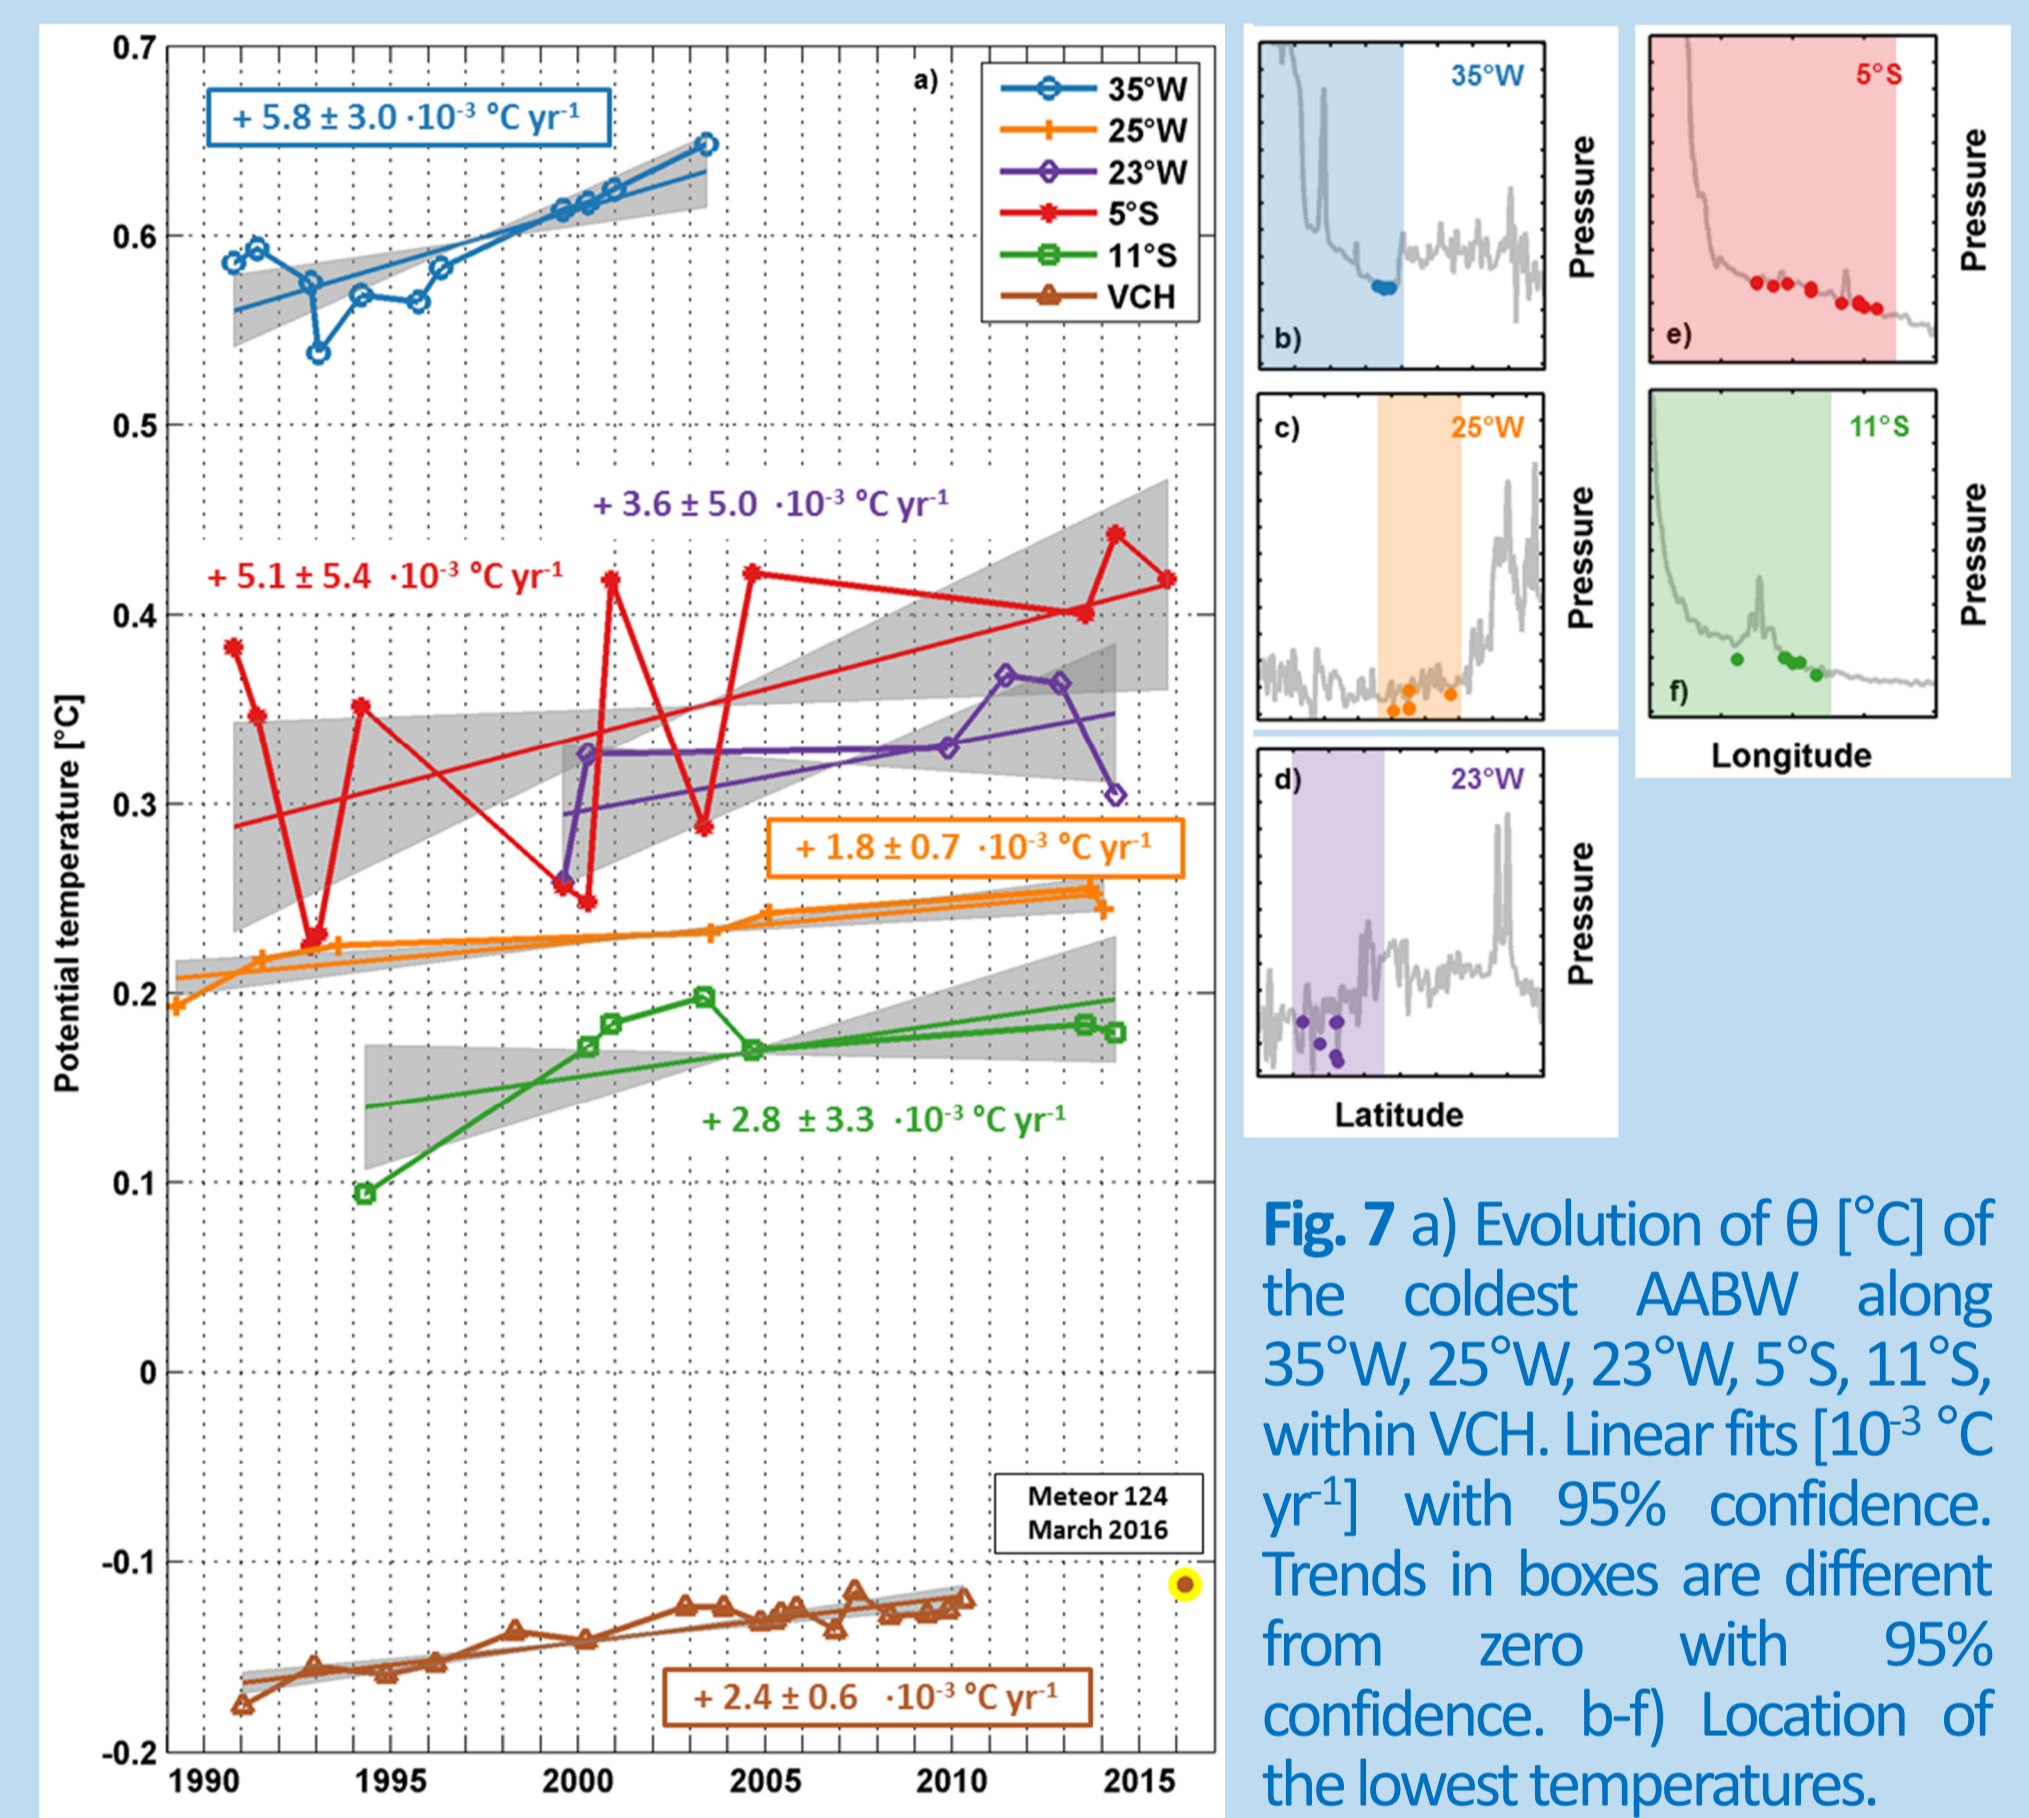 a)
35°W
25°W
23°W
5°S
11°S
VCH
+ 5.8 ± 3.0 ·10⁻³ °C yr⁻¹
+ 3.6 ± 5.0 ·10⁻³ °C yr⁻¹
+ 5.1 ± 5.4 ·10⁻³ °C yr⁻¹
+ 1.8 ± 0.7 ·10⁻³ °C yr⁻¹
+ 2.8 ± 3.3 ·10⁻³ °C yr⁻¹
Meteor 124
March 2016
+ 2.4 ± 0.6 ·10⁻³ °C yr⁻¹
Potential temperature [°C]
0.7
0.6
0.5
0.4
0.3
0.2
0.1
0
-0.1
-0.2
1990 1995 2000 2005 2010 2015
35°W
b)
Pressure
c)
25°W
Pressure
d)
23°W
Pressure
Latitude
5°S
e)
Pressure
11°S
f)
Pressure
Longitude
Fig. 7 a) Evolution of θ [°C] of
the coldest AABW along
35°W, 25°W, 23°W, 5°S, 11°S,
within VCH. Linear fits [10⁻³ °C
yr⁻¹] with 95% confidence.
Trends in boxes are different
from zero with 95%
confidence. b-f) Location of
the lowest temperatures.